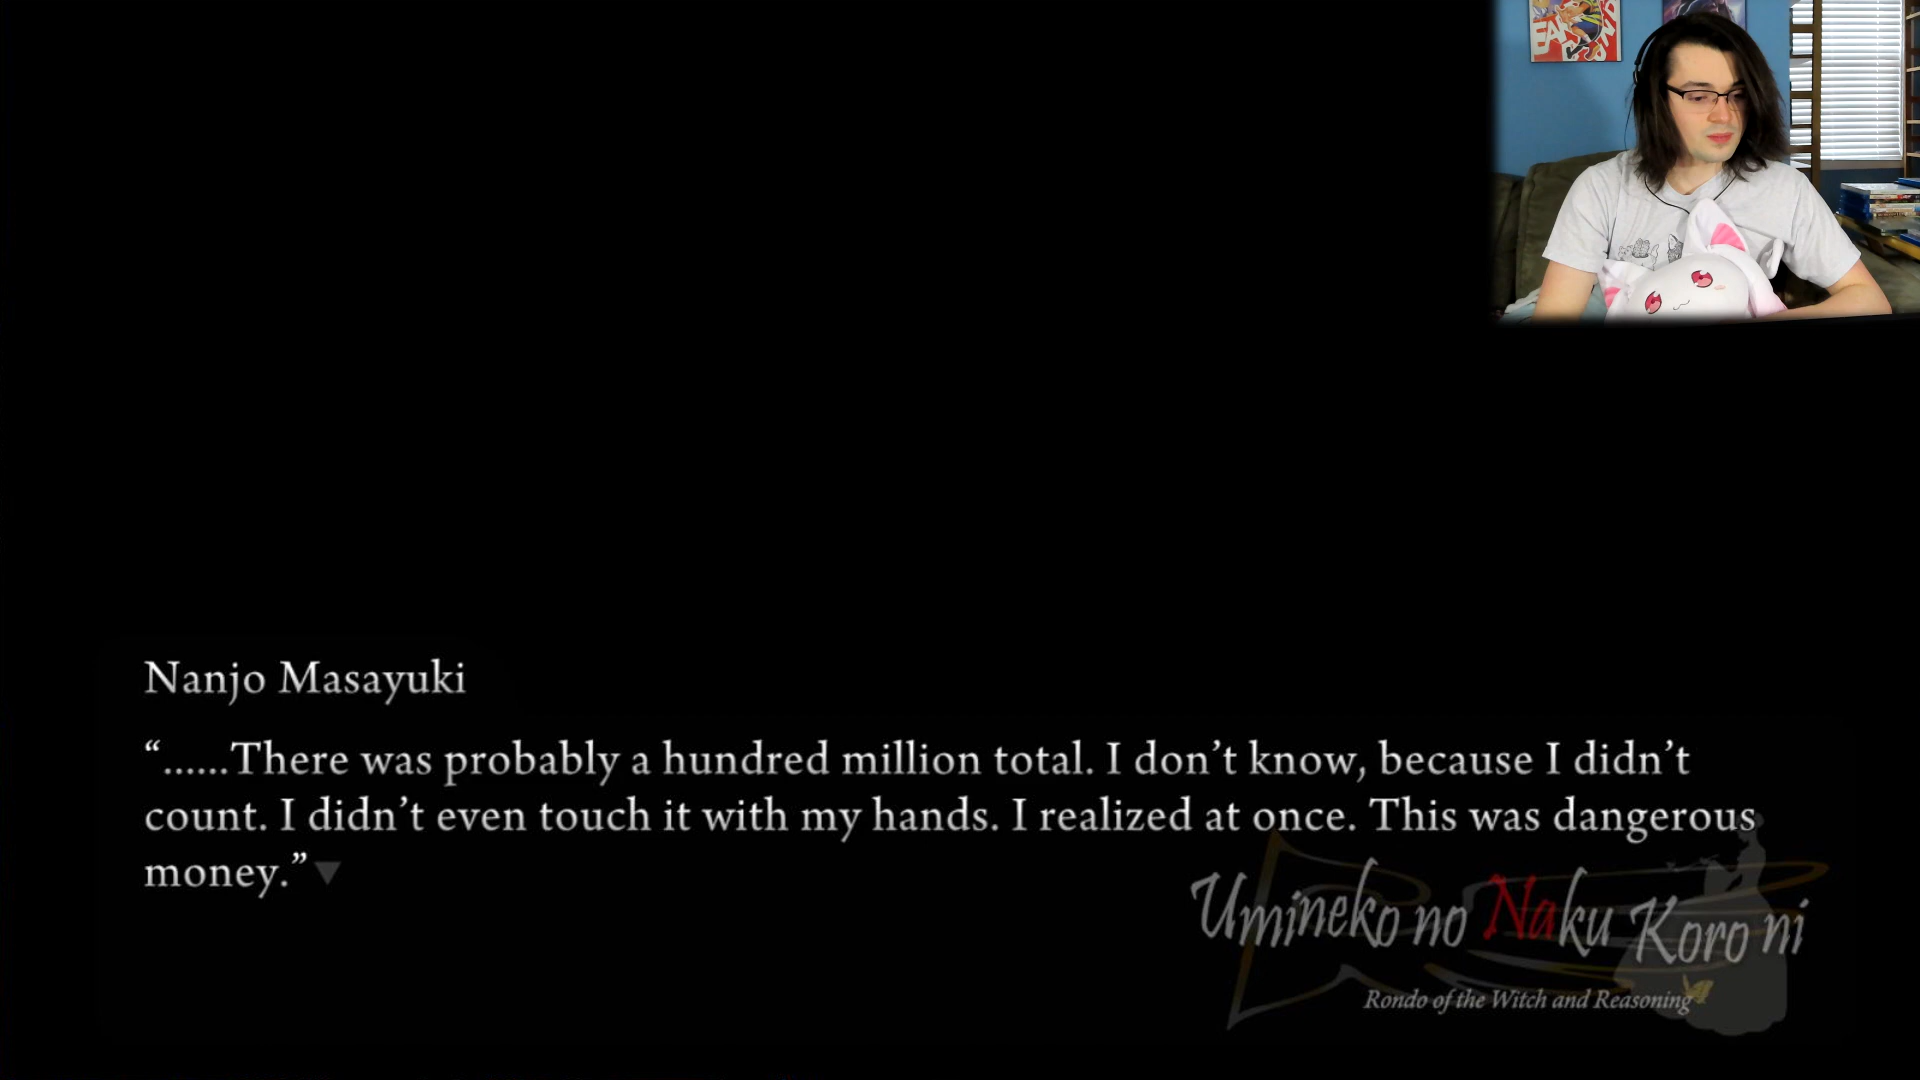 Nanjo Masayuki
“......There was probably a hundred million total. I don’t know, because I didn’t
count. I didn’t even touch it with my hands. I realized at once. This was dangerous
money.”
Umineko no Naku Koro ni
Rondo of the Witch and Reasoning